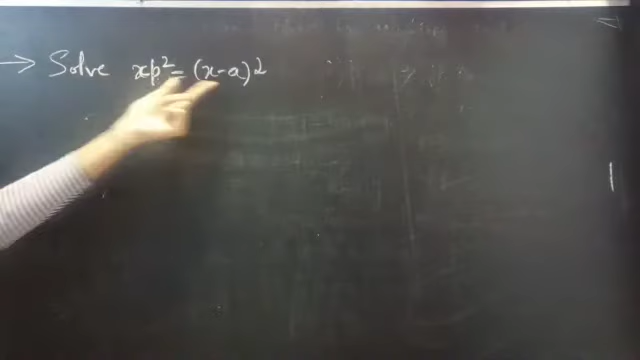 → Solve xp² = (x-a)²